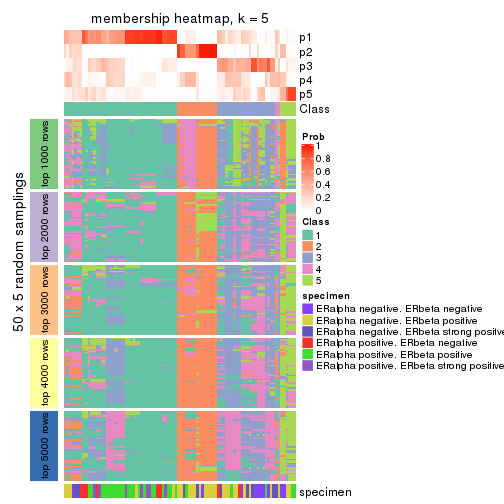 membership heatmap, k = 5
p1
p2
p3
p4
p5
Class
50 x 5 random samplings
top 1000 rows
top 2000 rows
top 3000 rows
top 4000 rows
top 5000 rows
specimen
Prob
1
0.8
0.6
0.4
0.2
0
Class
1
2
3
4
5
specimen
ERalpha negative. ERbeta negative
ERalpha negative. ERbeta positive
ERalpha negative. ERbeta strong positive
ERalpha positive. ERbeta negative
ERalpha positive. ERbeta positive
ERalpha positive. ERbeta strong positive